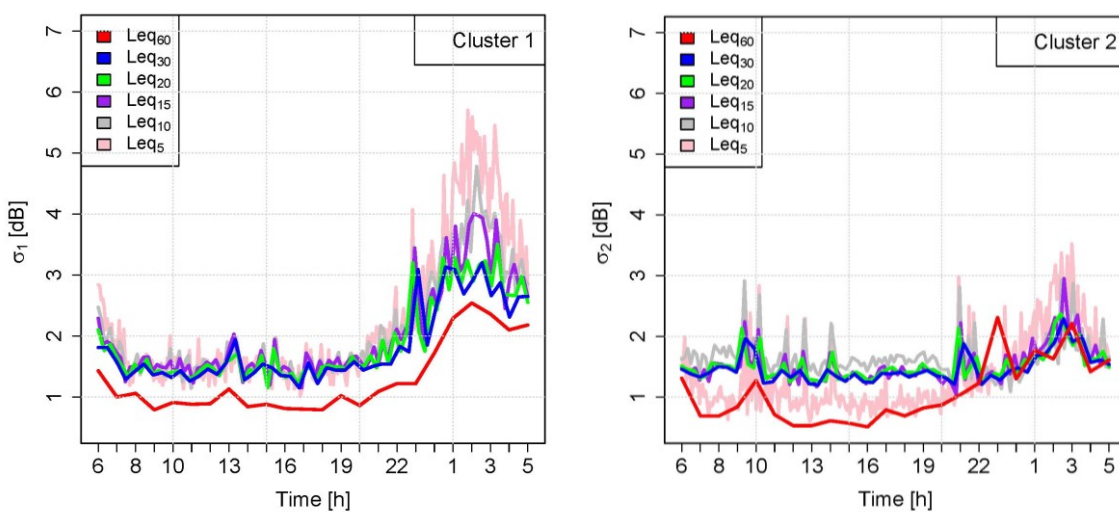 7
6
5
4
3
2
1
σ1 [dB]
Leq60
Leq30
Leq20
Leq15
Leq10
Leq5
Cluster 1
6 8 10 13 16 19 22 1 3 5
Time [h]
7
6
5
4
3
2
1
σ2 [dB]
Leq60
Leq30
Leq20
Leq15
Leq10
Leq5
Cluster 2
6 8 10 13 16 19 22 1 3 5
Time [h]